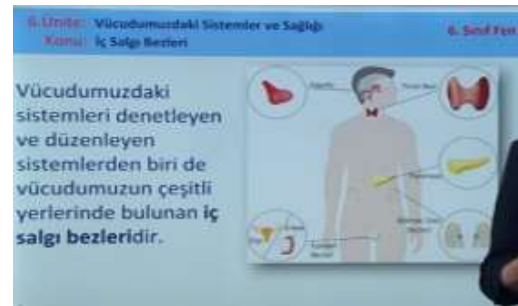 6. Ünite: Vücudumuzdaki Sistemler ve Sağlığı
Konu: İç Salgı Bezleri
6. Sınıf Fen
Vücudumuzdaki
sistemleri denetleyen
ve düzenleyen
sistemlerden biri de
vücudumuzun çeşitli
yerlerinde bulunan iç
salgı bezleridir.